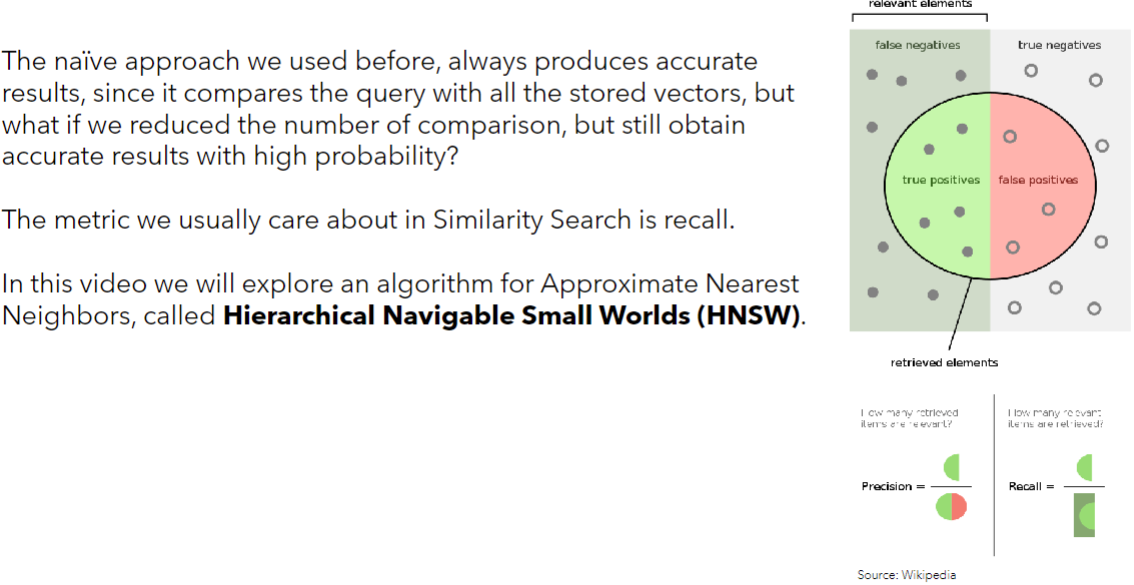 The naïve approach we used before, always produces accurate
results, since it compares the query with all the stored vectors, but
what if we reduced the number of comparison, but still obtain
accurate results with high probability?
The metric we usually care about in Similarity Search is recall.
In this video we will explore an algorithm for Approximate Nearest
Neighbors, called Hierarchical Navigable Small Worlds (HNSW).
relevant elements
false negatives
true negatives
true positives
false positives
retrieved elements
How many retrieved
items are relevant?
How many relevant
items are retrieved?
Precision =
Recall =
Source: Wikipedia